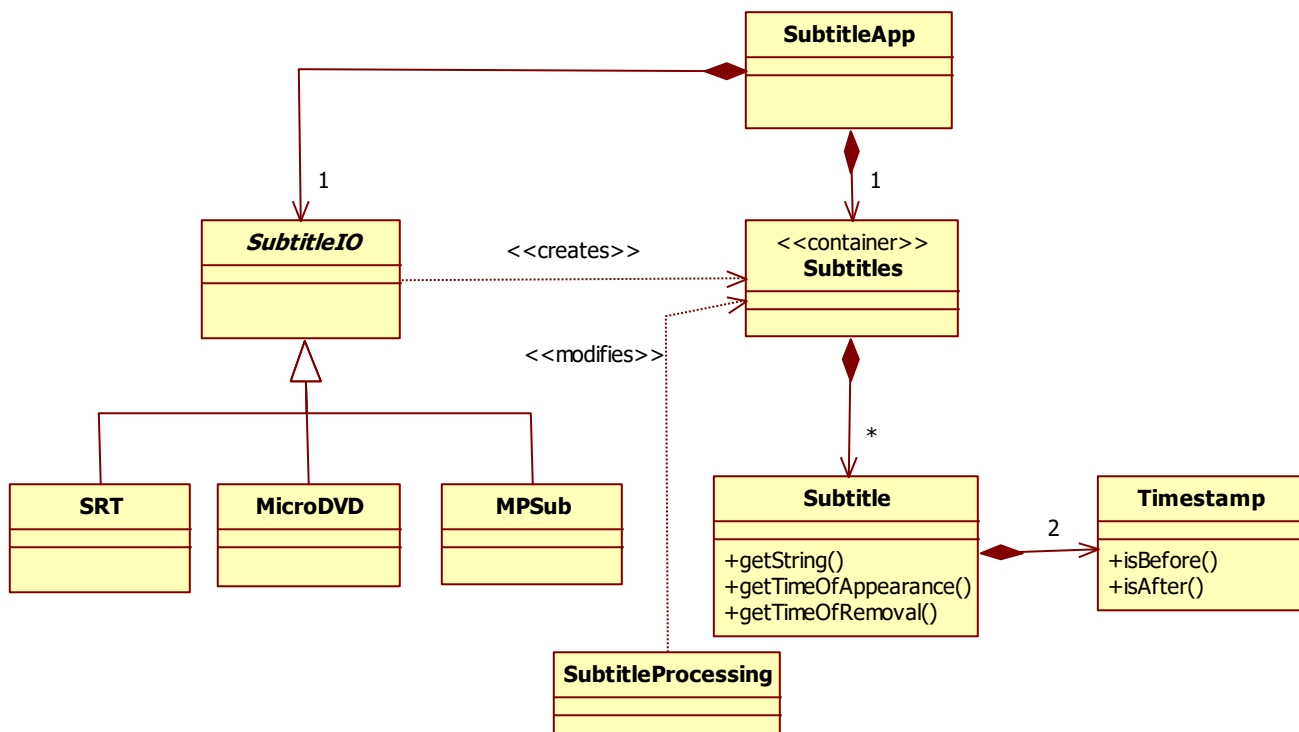 SubtitleApp
1
1
SubtitleIO
<<creates>>
<<container>>
Subtitles
<<modifies>>
*
SRT
MicroDVD
MPSub
Subtitle
+getString()
+getTimeOfAppearance()
+getTimeOfRemoval()
2
Timestamp
+isBefore()
+isAfter()
SubtitleProcessing